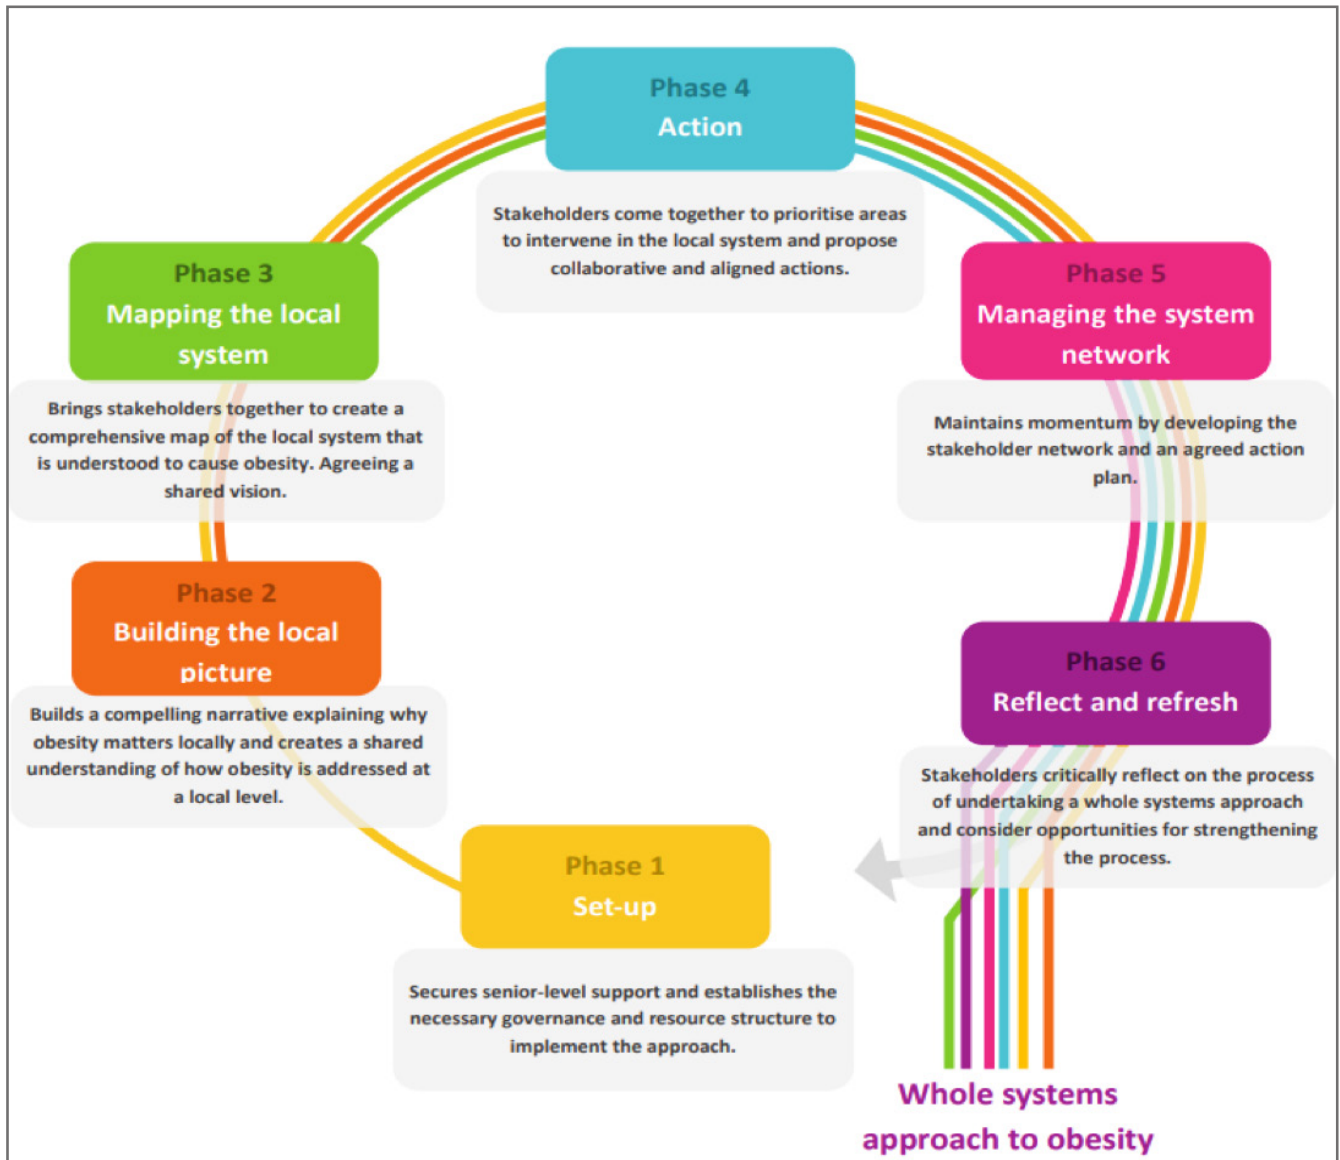 Phase 4
Action
Stakeholders come together to prioritise areas
to intervene in the local system and propose
collaborative and aligned actions.
Phase 3
Mapping the local
system
Brings stakeholders together to create a
comprehensive map of the local system that
is understood to cause obesity. Agreeing a
shared vision.
Phase 5
Managing the system
network
Maintains momentum by developing the
stakeholder network and an agreed action
plan.
Phase 2
Building the local
picture
Builds a compelling narrative explaining why
obesity matters locally and creates a shared
understanding of how obesity is addressed at
a local level.
Phase 6
Reflect and refresh
Stakeholders critically reflect on the process
of undertaking a whole systems approach
and consider opportunities for strengthening
the process.
Phase 1
Set-up
Secures senior-level support and establishes the
necessary governance and resource structure to
implement the approach.
Whole systems
approach to obesity